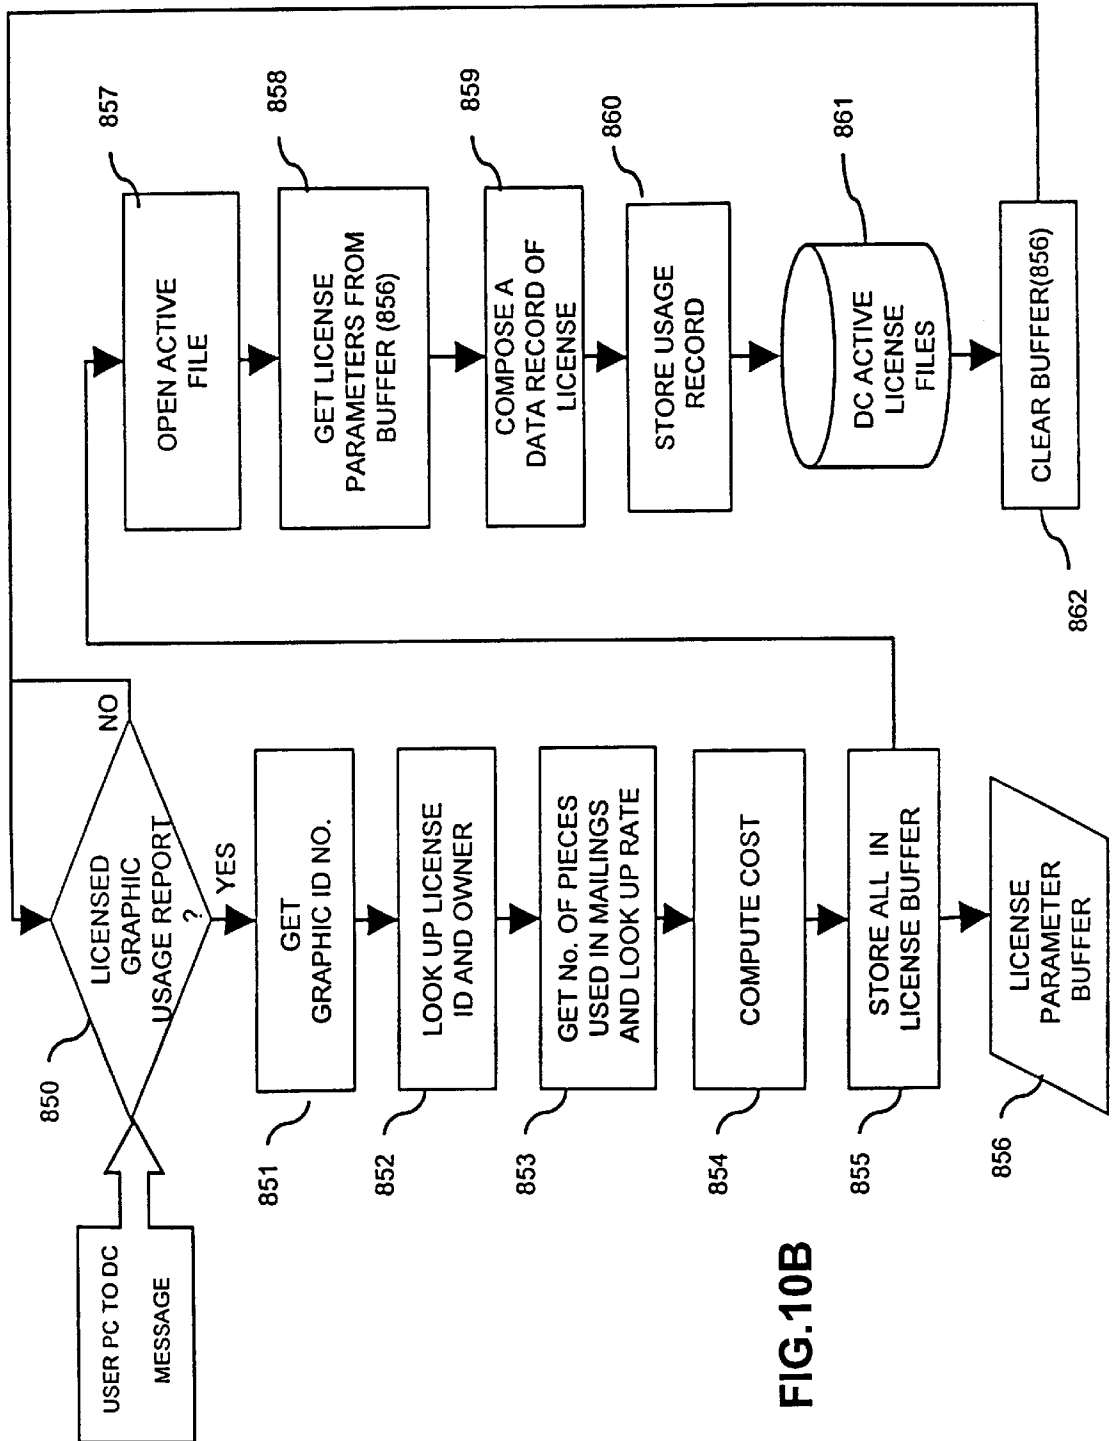 USER PC TO DC
MESSAGE
850
LICENSED
GRAPHIC
USAGE REPORT
?
NO
YES
851
GET
GRAPHIC ID NO.
852
LOOK UP LICENSE
ID AND OWNER
853
GET No. OF PIECES
USED IN MAILINGS
AND LOOK UP RATE
854
COMPUTE COST
855
STORE ALL IN
LICENSE BUFFER
856
LICENSE
PARAMETER
BUFFER
857
OPEN ACTIVE
FILE
858
GET LICENSE
PARAMETERS FROM
BUFFER (856)
859
COMPOSE A
DATA RECORD OF
LICENSE
860
STORE USAGE
RECORD
861
DC ACTIVE
LICENSE
FILES
862
CLEAR BUFFER(856)
FIG.10B